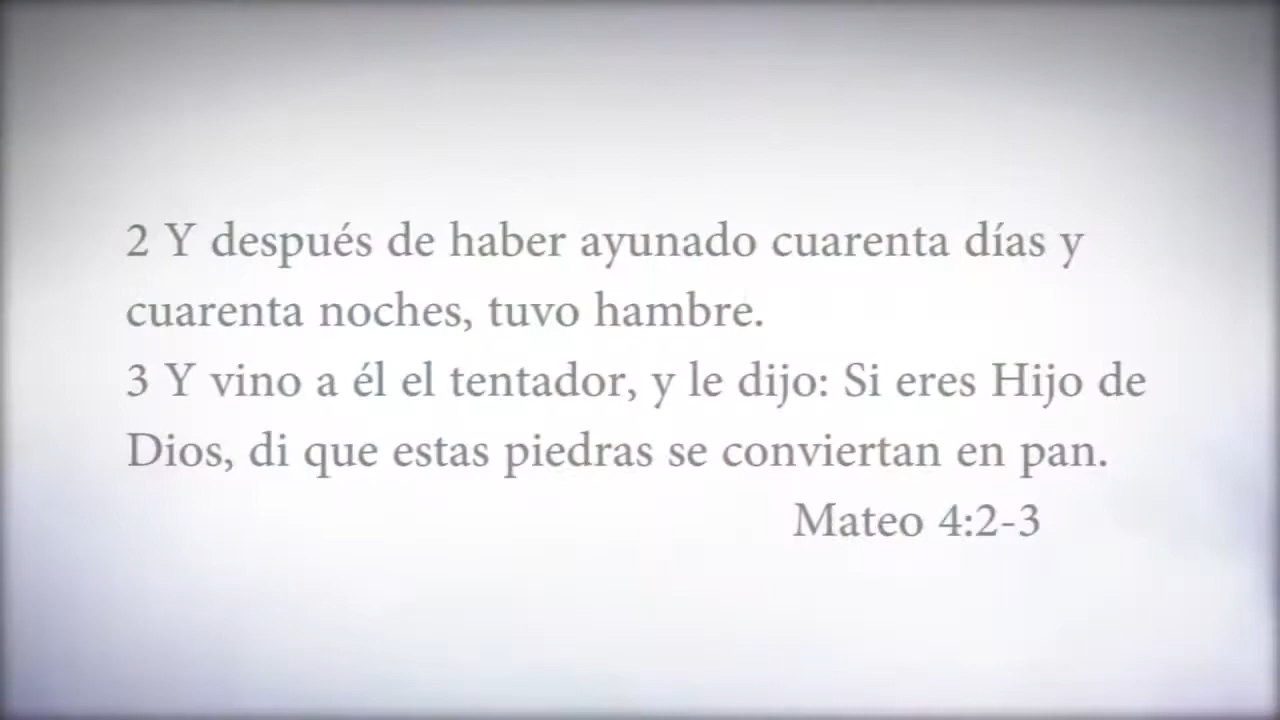 2 Y después de haber ayunado cuarenta días y
cuarenta noches, tuvo hambre.
3 Y vino a él el tentador, y le dijo: Si eres Hijo de
Dios, di que estas piedras se conviertan en pan.
Mateo 4:2-3